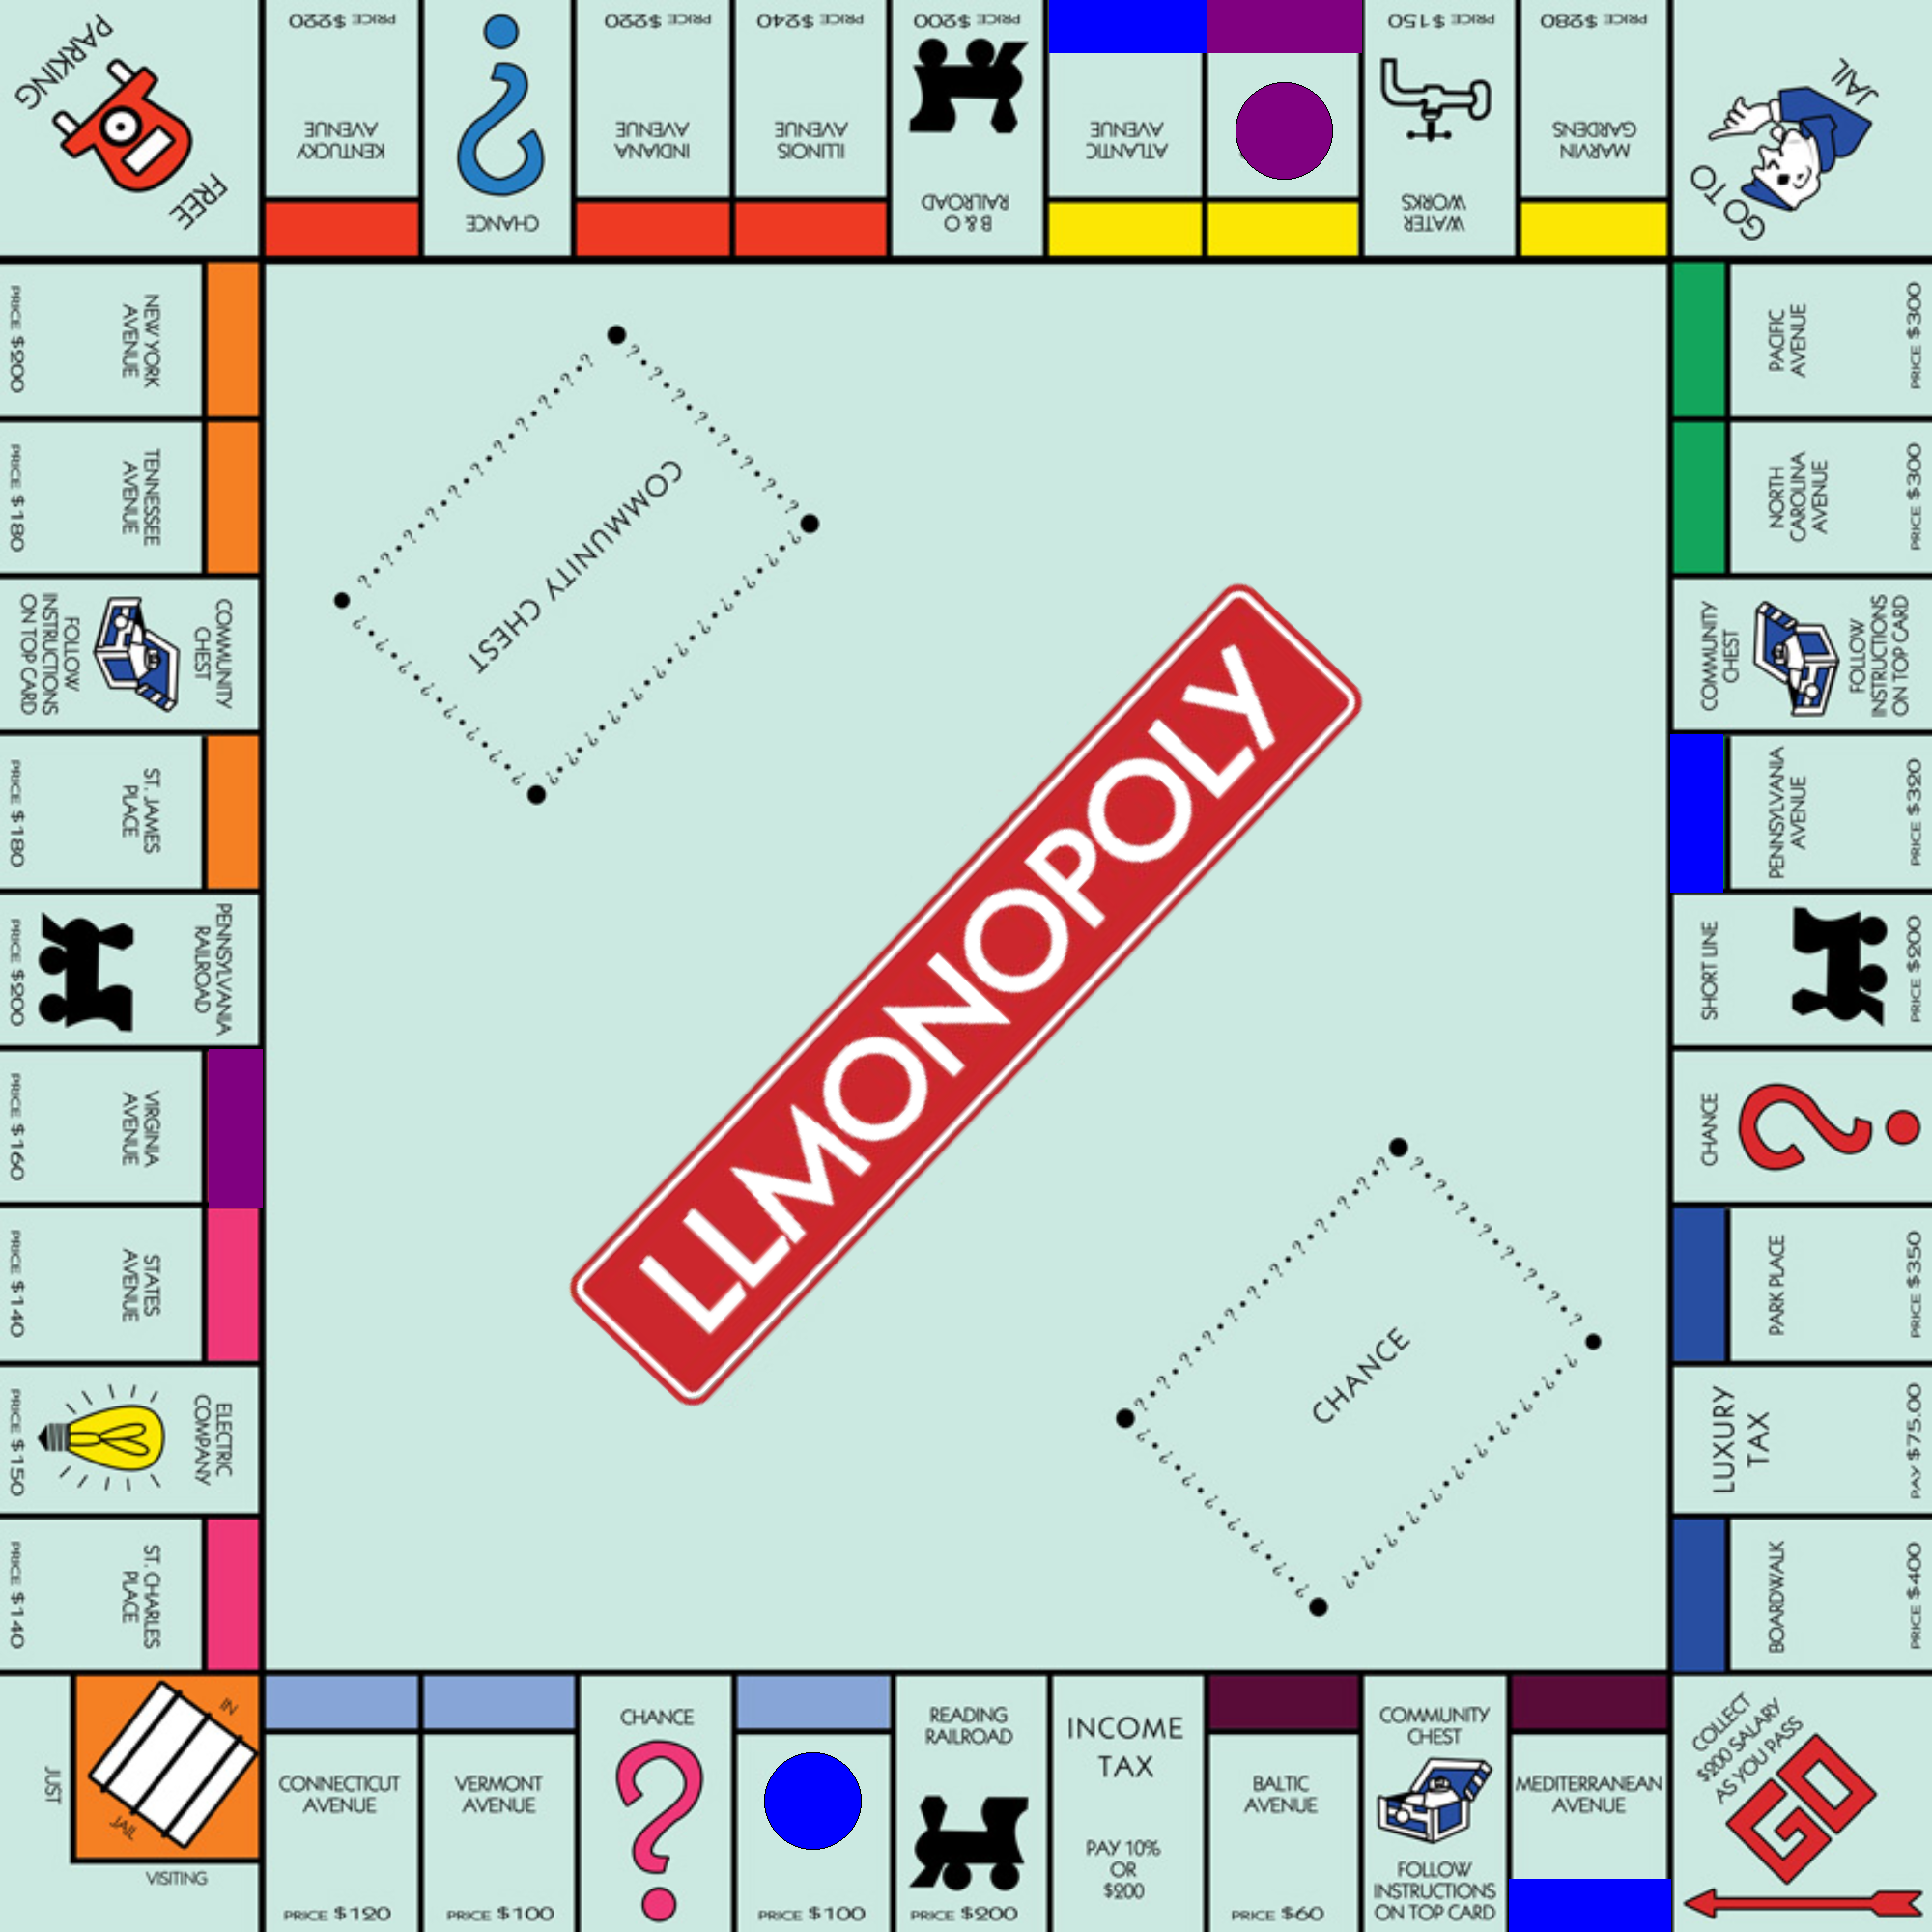 FREE
PARKING
KENTUCKY
AVENUE
PRICE $220
CHANCE
INDIANA
AVENUE
PRICE $220
ILLINOIS
AVENUE
PRICE $240
B & O
RAILROAD
PRICE $200
ATLANTIC
AVENUE
WATER
WORKS
PRICE $150
MARVIN
GARDENS
PRICE $280
GO TO
JAIL
PACIFIC
AVENUE
PRICE $300
NORTH
CAROLINA
AVENUE
PRICE $300
COMMUNITY
CHEST
FOLLOW
INSTRUCTIONS
ON TOP CARD
PENNSYLVANIA
AVENUE
PRICE $320
SHORT LINE
PRICE $200
CHANCE
PARK PLACE
PRICE $350
LUXURY
TAX
PAY $75.00
BOARDWALK
PRICE $400
COLLECT
$200 SALARY
AS YOU PASS
GO
MEDITERRANEAN
AVENUE
COMMUNITY
CHEST
FOLLOW
INSTRUCTIONS
ON TOP CARD
BALTIC
AVENUE
PRICE $60
INCOME
TAX
PAY 10%
OR
$200
READING
RAILROAD
PRICE $200
PRICE $100
CHANCE
VERMONT
AVENUE
PRICE $100
CONNECTICUT
AVENUE
PRICE $120
IN
JAIL
JUST
VISITING
ST. CHARLES
PLACE
PRICE $140
ELECTRIC
COMPANY
PRICE $150
STATES
AVENUE
PRICE $140
VIRGINIA
AVENUE
PRICE $160
PENNSYLVANIA
RAILROAD
PRICE $200
ST. JAMES
PLACE
PRICE $180
COMMUNITY
CHEST
FOLLOW
INSTRUCTIONS
ON TOP CARD
TENNESSEE
AVENUE
PRICE $180
NEW YORK
AVENUE
PRICE $200
COMMUNITY CHEST
LLMONOPOLY
CHANCE